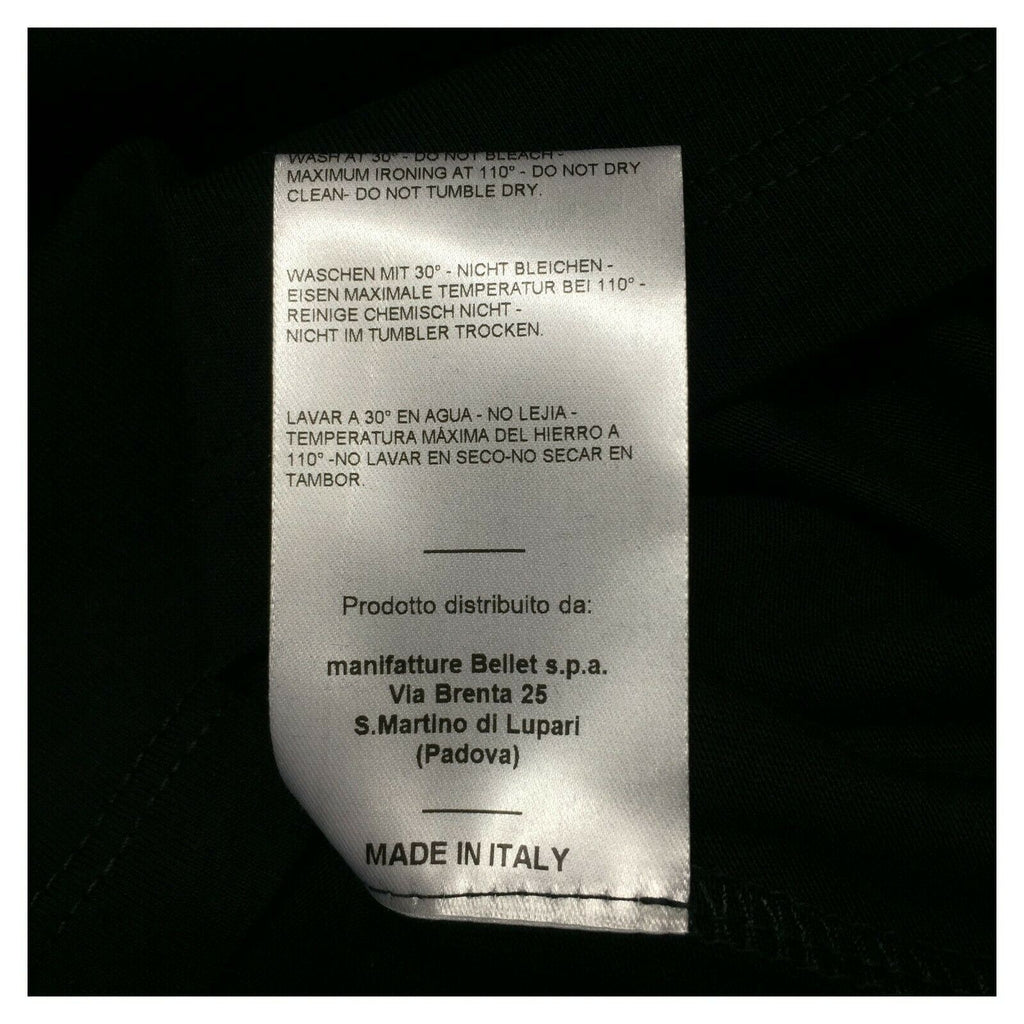 WASH AT 30° - DO NOT BLEACH -
MAXIMUM IRONING AT 110° - DO NOT DRY
CLEAN- DO NOT TUMBLE DRY.
WASCHEN MIT 30° - NICHT BLEICHEN -
EISEN MAXIMALE TEMPERATUR BEI 110° -
REINIGE CHEMISCH NICHT -
NICHT IM TUMBLER TROCKEN.
LAVAR A 30° EN AGUA - NO LEJIA -
TEMPERATURA MÁXIMA DEL HIERRO A
110° -NO LAVAR EN SECO-NO SECAR EN
TAMBOR.
Prodotto distribuito da:
manifatture Bellet s.p.a.
Via Brenta 25
S.Martino di Lupari
(Padova)
MADE IN ITALY